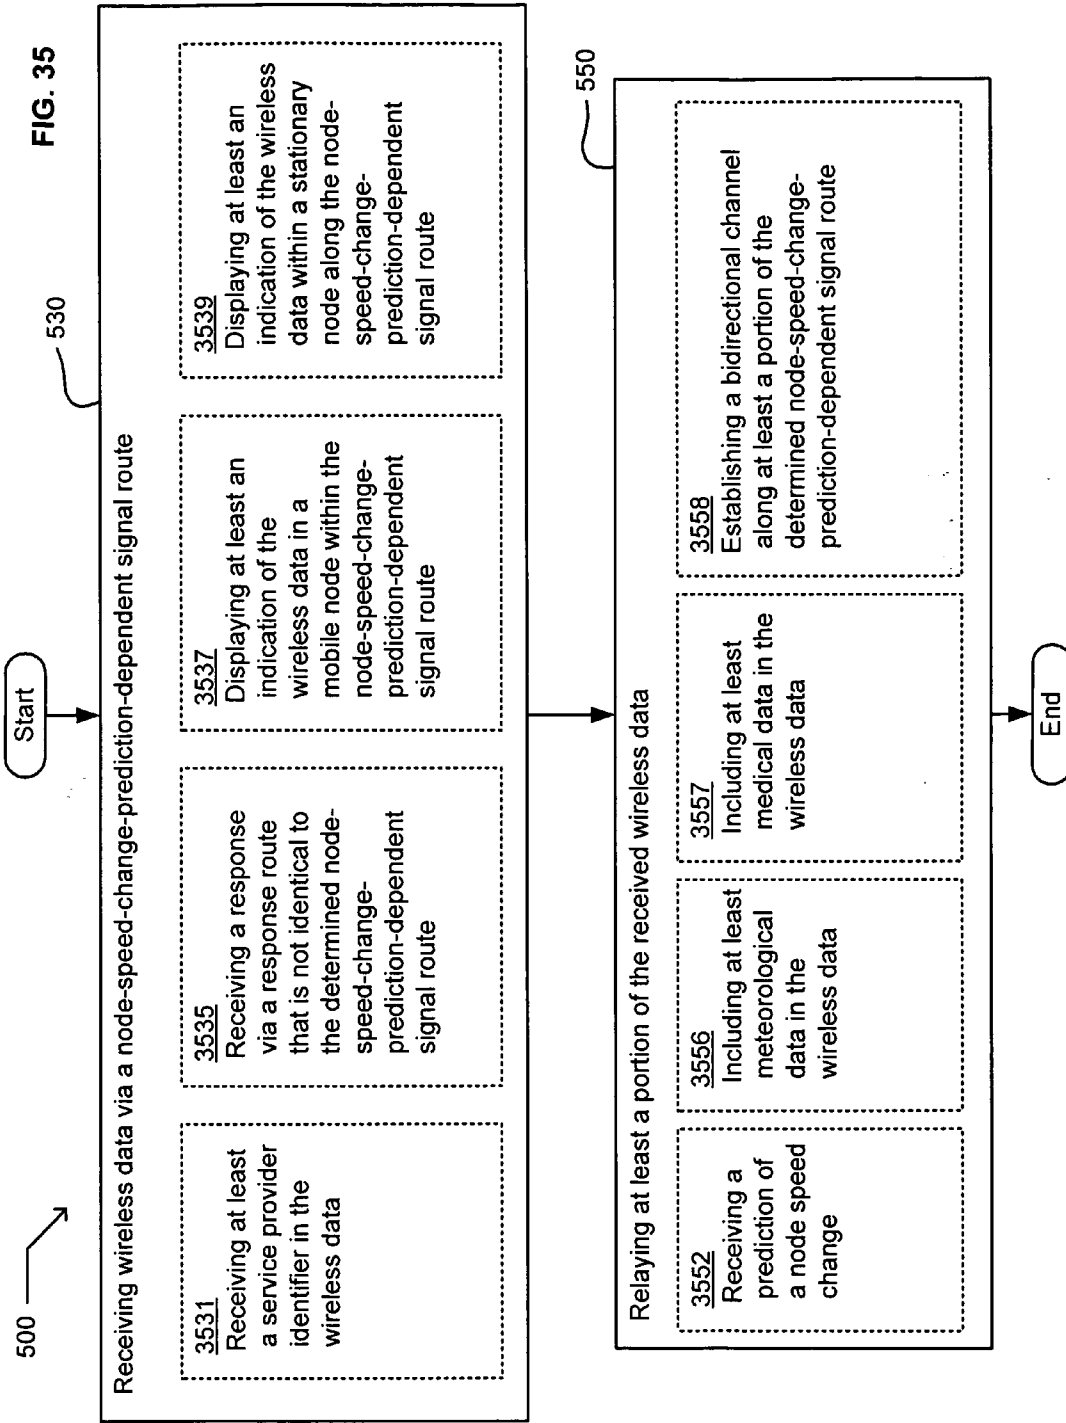 FIG. 35
500
Start
530
Receiving wireless data via a node-speed-change-prediction-dependent signal route
3531
Receiving at least
a service provider
identifier in the
wireless data
3535
Receiving a response
via a response route
that is not identical to
the determined node-
speed-change-
prediction-dependent
signal route
3537
Displaying at least an
indication of the
wireless data in a
mobile node within the
node-speed-change-
prediction-dependent
signal route
3539
Displaying at least an
indication of the wireless
data within a stationary
node along the node-
speed-change-
prediction-dependent
signal route
550
Relaying at least a portion of the received wireless data
3552
Receiving a
prediction of
a node speed
change
3556
Including at least
meteorological
data in the
wireless data
3557
Including at least
medical data in the
wireless data
3558
Establishing a bidirectional channel
along at least a portion of the
determined node-speed-change-
prediction-dependent signal route
End